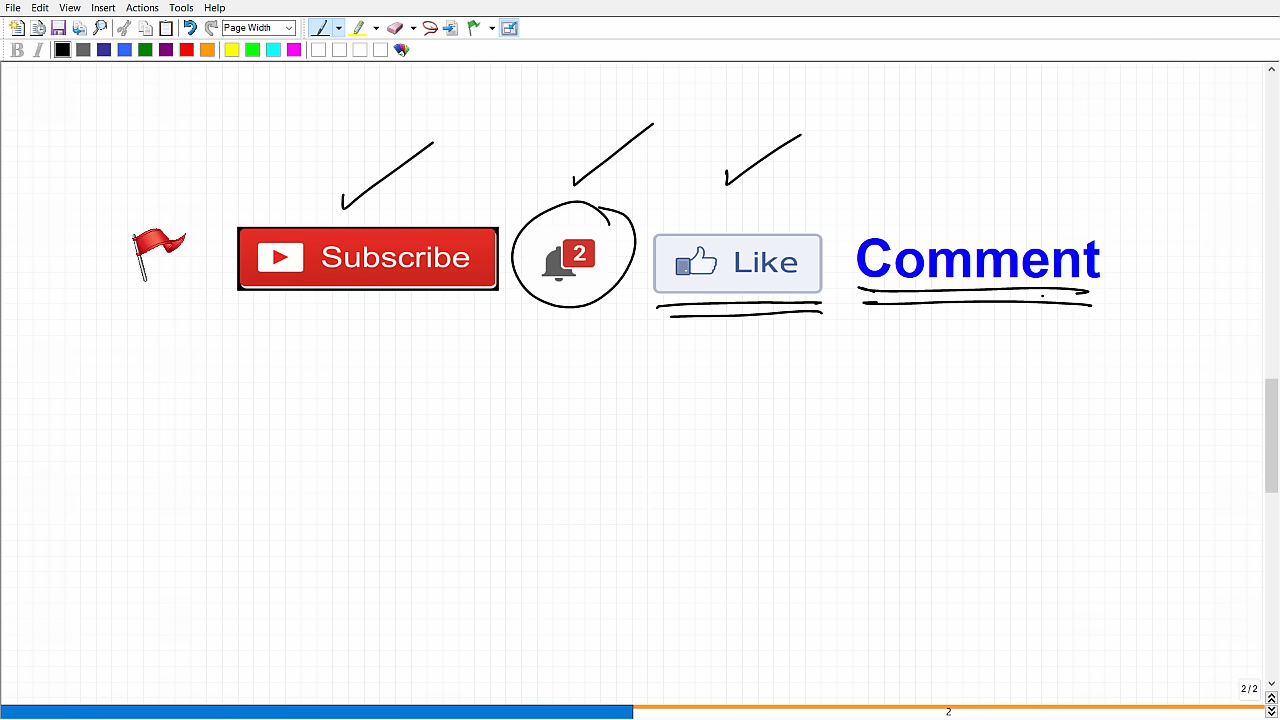 File Edit View Insert Actions Tools Help
Page Width
B I
Subscribe 2 Like Comment
2/2
2